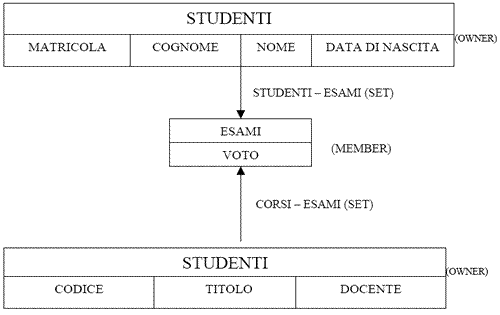 STUDENTI
(OWNER)
MATRICOLA COGNOME NOME DATA DI NASCITA
STUDENTI – ESAMI (SET)
ESAMI
VOTO
(MEMBER)
CORSI – ESAMI (SET)
STUDENTI
(OWNER)
CODICE TITOLO DOCENTE